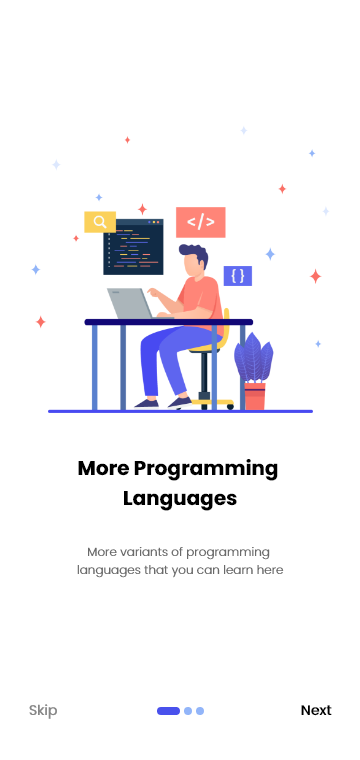 </>
{ }
More Programming
Languages
More variants of programming
languages that you can learn here
Skip
Next